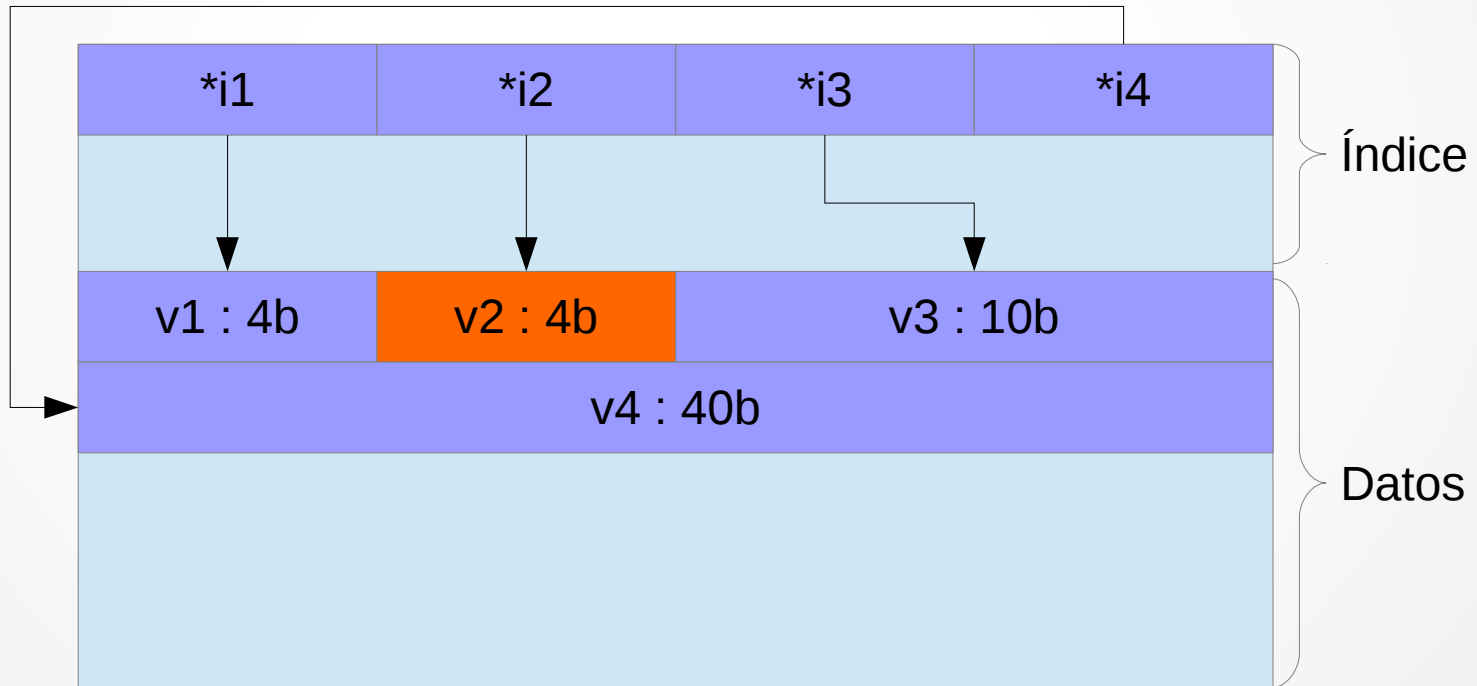 *i1 *i2 *i3 *i4
Índice
v1 : 4b v2 : 4b v3 : 10b
v4 : 40b
Datos